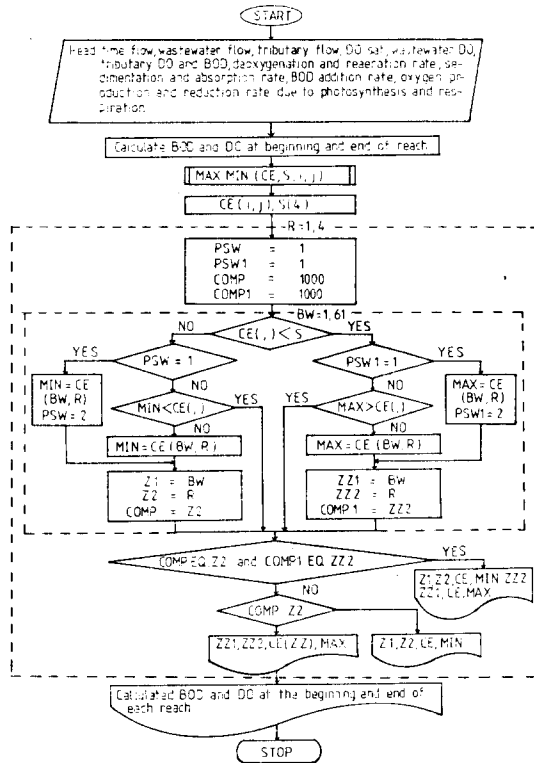 START
Read time flow, wastewater flow, tributary flow, DO sat, wastewater DO,
tributary DO and BOD, deoxygenation and reaeration rate, se-
dimentation and absorption rate, BOD addition rate, oxygen pro-
duction and reduction rate due to photosynthesis and res-
piration
Calculate BOD and DO at beginning and end of reach
MAX MIN (CE, S, i, j)
CE(i, j), S(4)
R=1,4
PSW = 1
PSW1 = 1
COMP = 1000
COMP1 = 1000
BW=1,61
NO
CE(,)<S
YES
YES
PSW = 1
PSW1=1
YES
MIN=CE
(BW, R)
PSW=2
NO
NO
MAX=CE
(BW,R)
PSW1=2
MIN<CE(,)
YES
YES
MAX>CE(,)
NO
NO
MIN=CE(BW,R)
MAX=CE(BW,R)
Z1 = BW
Z2 = R
COMP = Z2
ZZ1 = BW
ZZ2 = R
COMP1 = ZZ2
COMP.EQ.Z2 and COMP1.EQ.ZZ2
YES
Z1,Z2,CE,MIN ZZ2
ZZ1,CE,MAX
NO
COMP Z2
ZZ1,ZZ2,CE(ZZ),MAX
Z1,Z2,CE,MIN
Calculated BOD and DO at the beginning and end of
each reach
STOP